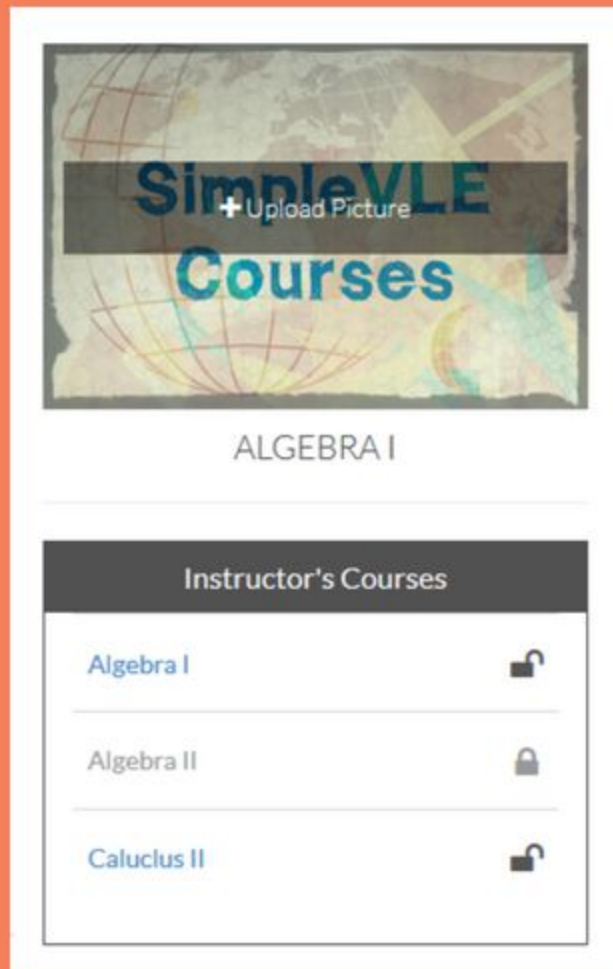 SimpleVLE
+ Upload Picture
Courses
ALGEBRA I
Instructor's Courses
Algebra I
Algebra II
Caluclus II